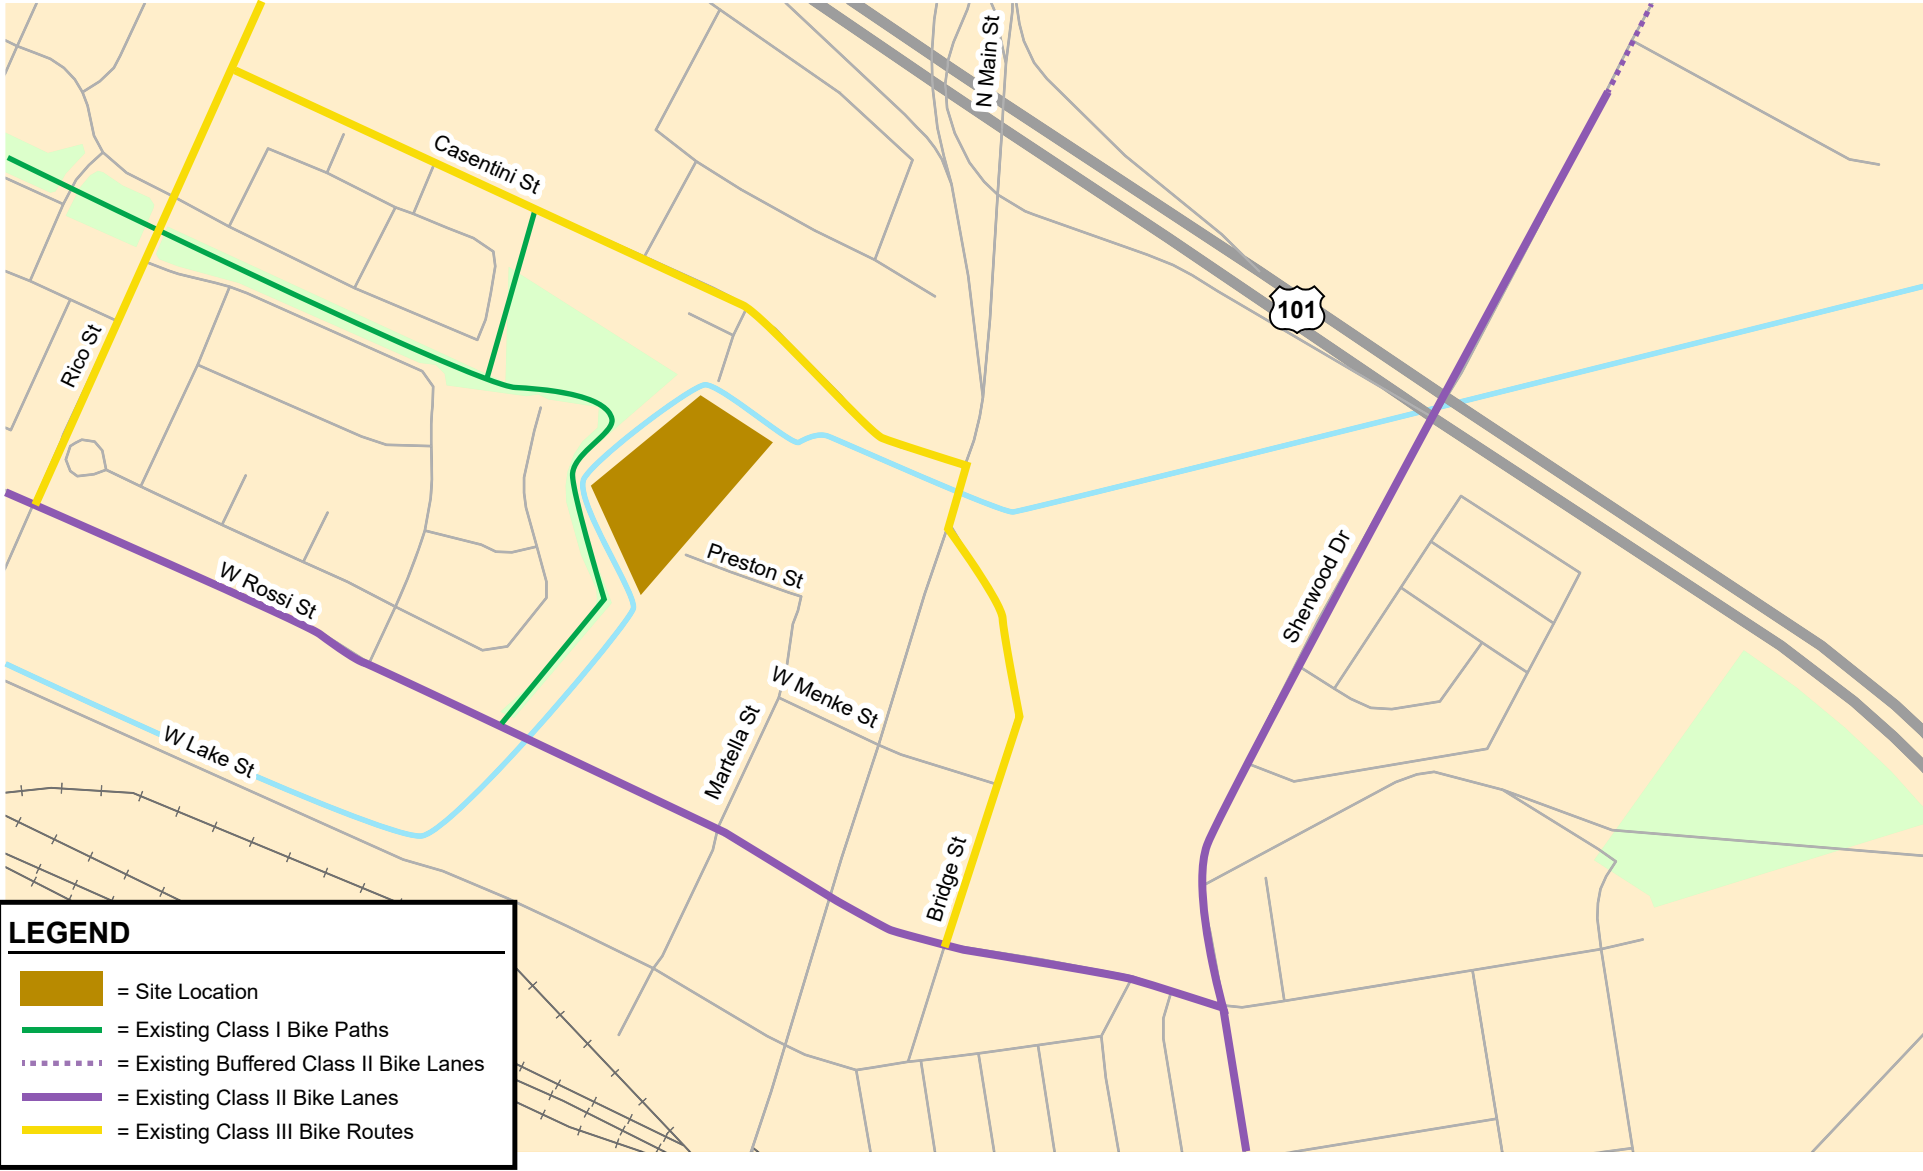 N Main St
Casentini St
101
Rico St
Sherwood Dr
Preston St
W Rossi St
W Menke St
Martella St
W Lake St
Bridge St
LEGEND
= Site Location
= Existing Class I Bike Paths
= Existing Buffered Class II Bike Lanes
= Existing Class II Bike Lanes
= Existing Class III Bike Routes